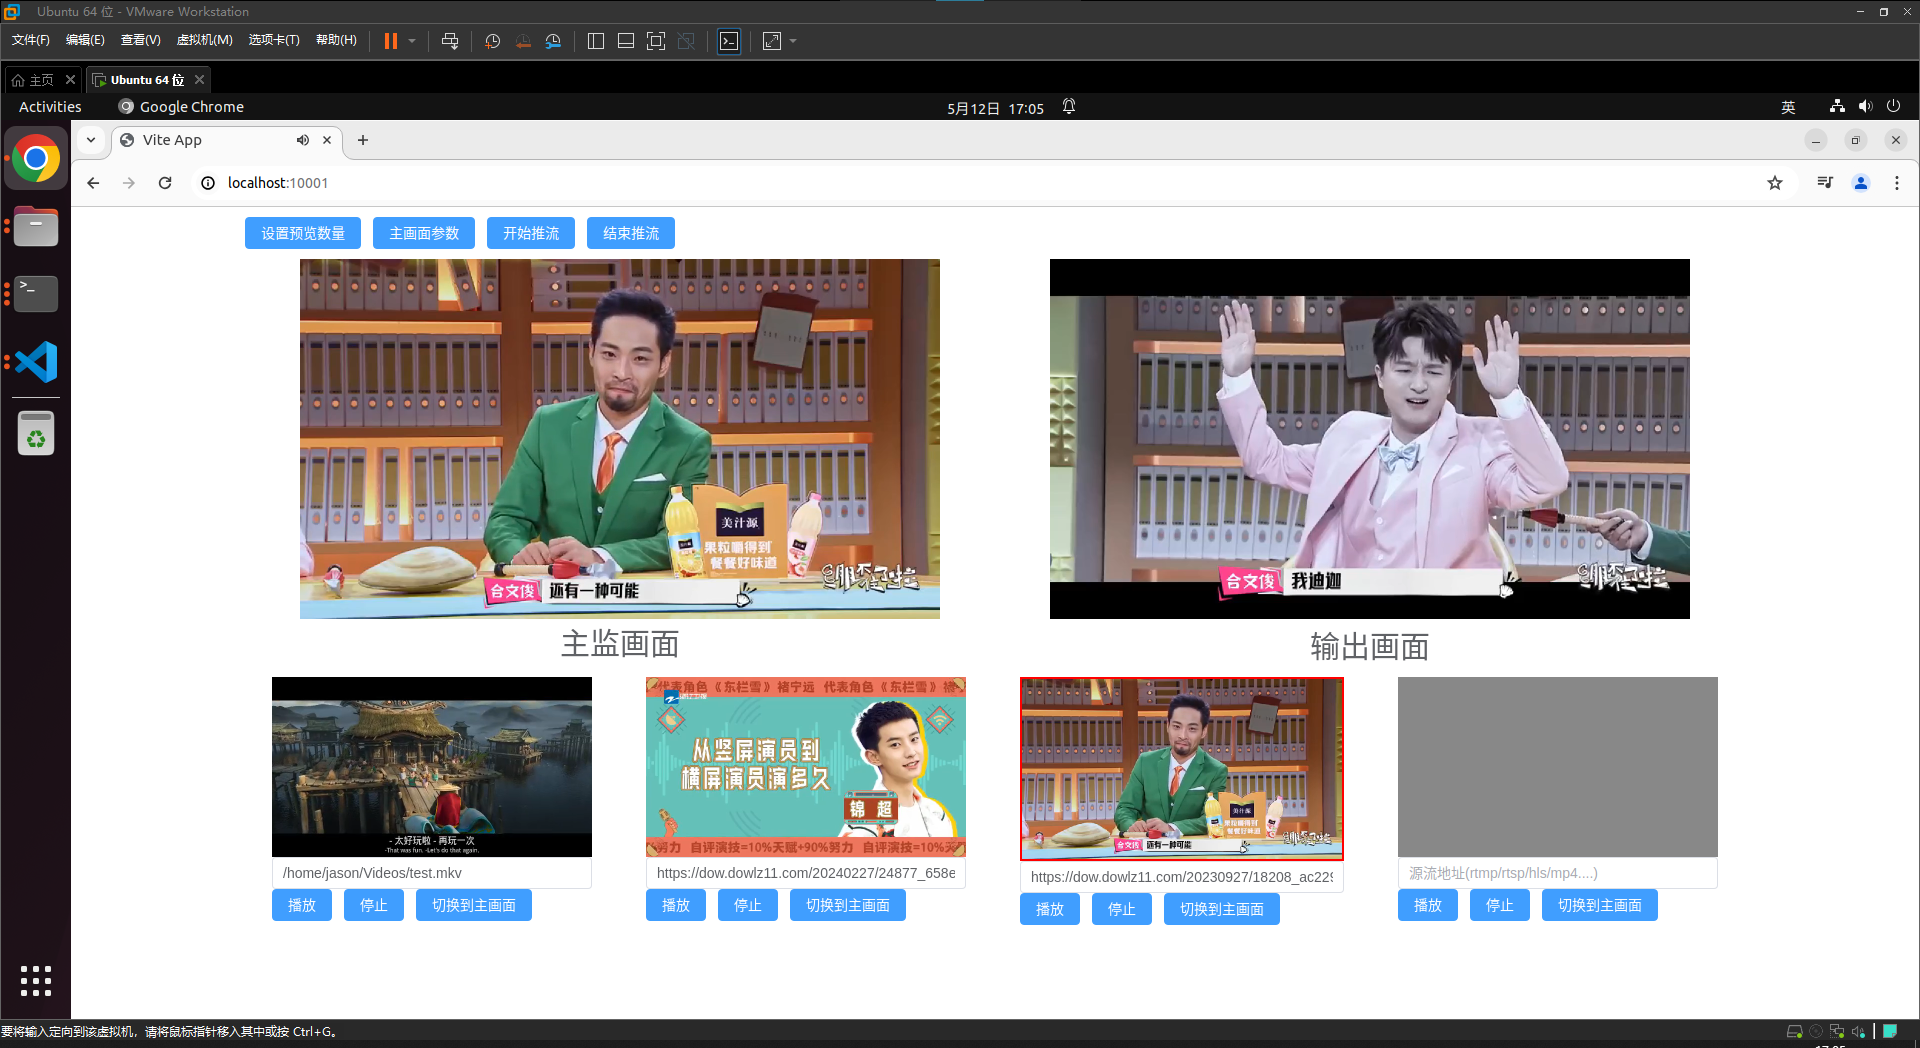 Ubuntu 64 位 - VMware Workstation
文件(F) 编辑(E) 查看(V) 虚拟机(M) 选项卡(T) 帮助(H)
主页 Ubuntu 64 位
Activities Google Chrome 5月12日 17:05 英
Vite App
localhost:10001
设置预览数量 主画面参数 开始推流 结束推流
美汁源
果粒嚼得到
餐餐好味道
合文俊 还有一种可能
合文俊 我迪迦
主监画面 输出画面
代表角色《东栏雪》褚宁远 代表角色《东栏雪》褚
从竖屏演员到
横屏演员演多久
锦超
努力 自评演技=10%天赋+90%努力 自评演技=10%天
- 太好玩啦 - 再玩一次
-That was fun. -Let's do that again.
美汁源
合文俊 还有一种可能
/home/jason/Videos/test.mkv
https://dow.dowlz11.com/20240227/24877_658e
https://dow.dowlz11.com/20230927/18208_ac229
源流地址(rtmp/rtsp/hls/mp4....)
播放 停止 切换到主画面
播放 停止 切换到主画面
播放 停止 切换到主画面
播放 停止 切换到主画面
要将输入定向到该虚拟机，请将鼠标指针移入其中或按 Ctrl+G。